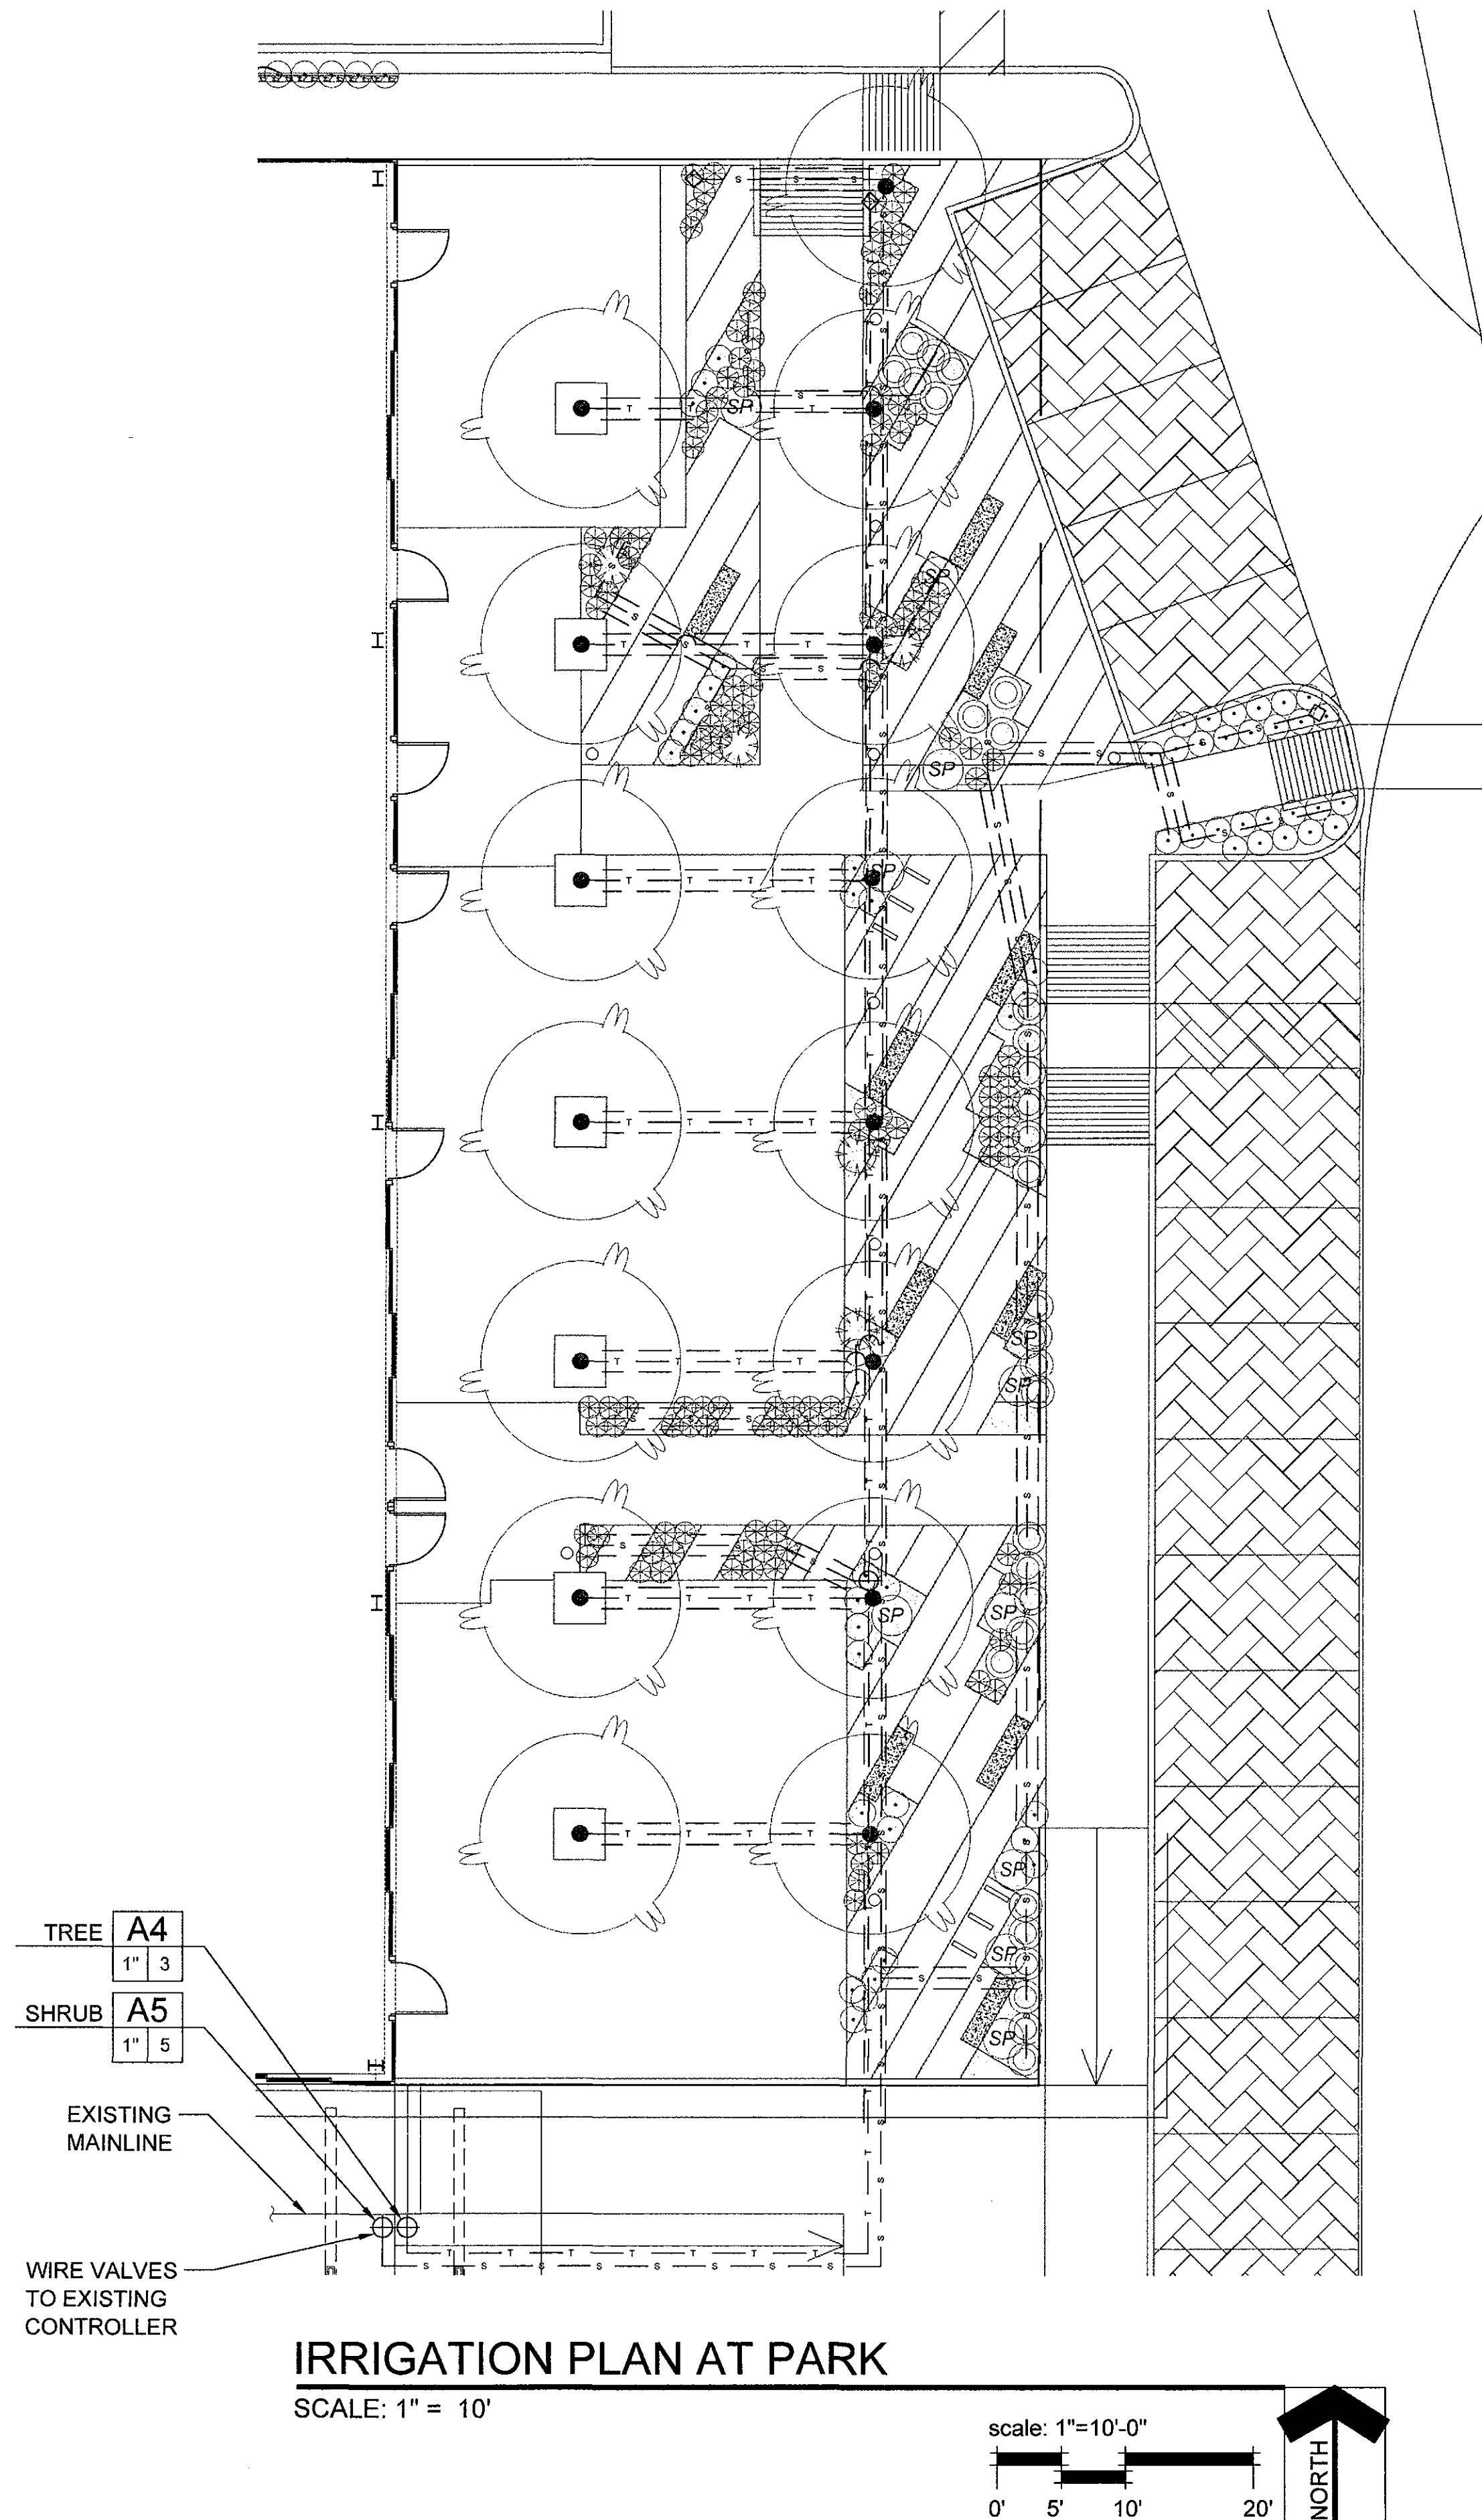 SP
SP
SP
SP
SP
SP
SP
SP
SP
SP
SP
TREE A4
1" 3
SHRUB A5
1" 5
EXISTING
MAINLINE
WIRE VALVES
TO EXISTING
CONTROLLER
IRRIGATION PLAN AT PARK
SCALE: 1" = 10'
scale: 1"=10'-0"
0' 5' 10' 20'
NORTH